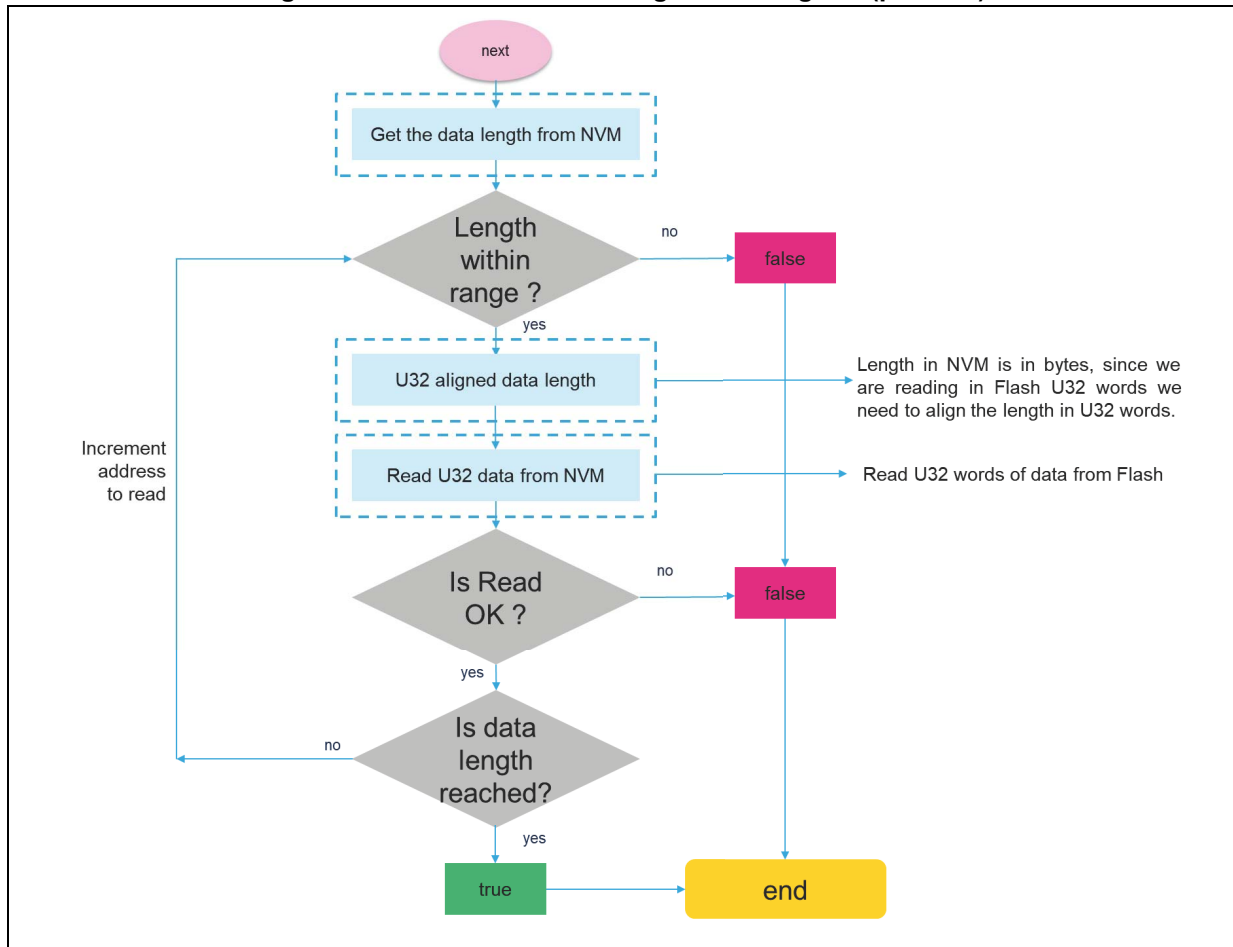 next
Get the data length from NVM
Length
within
range ?
no
false
yes
U32 aligned data length
Length in NVM is in bytes, since we
are reading in Flash U32 words we
need to align the length in U32 words.
Increment
address
to read
Read U32 data from NVM
Read U32 words of data from Flash
Is Read
OK ?
no
false
yes
Is data
length
reached?
no
yes
true
end